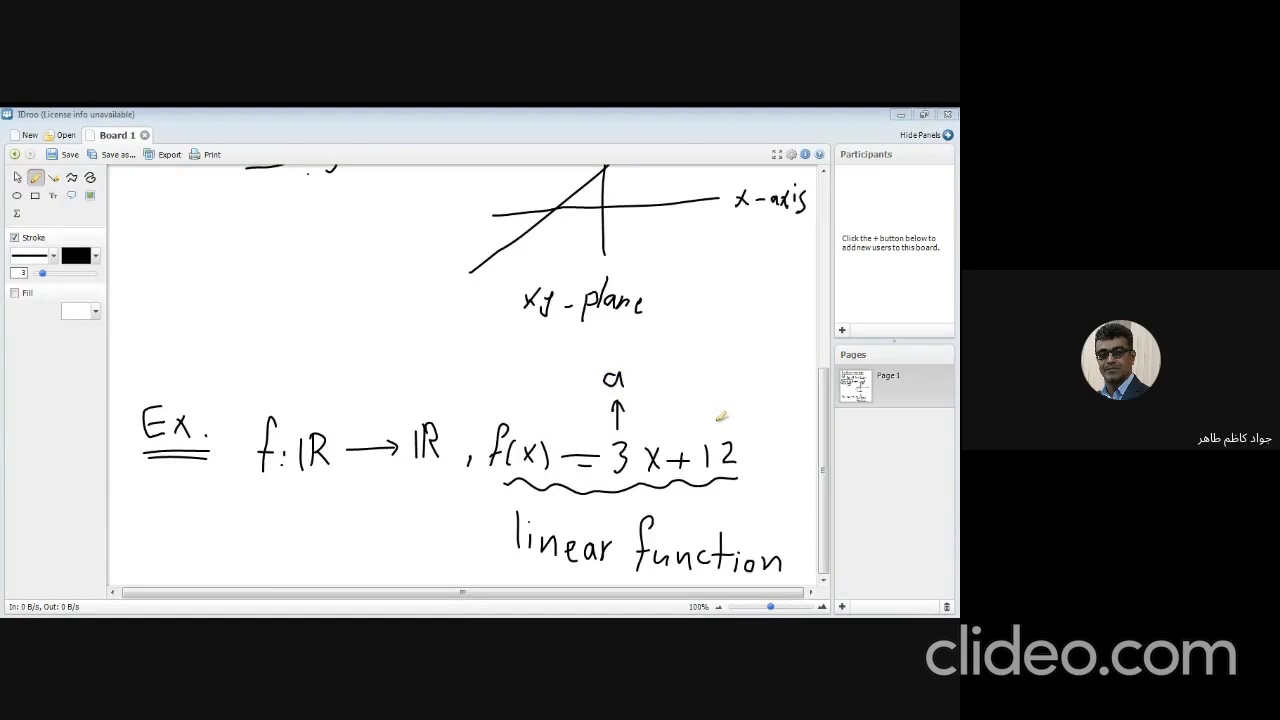 IDroo (License info unavailable)
New Open Board 1 Hide Panels
Save Save as... Export Print
Participants
Click the + button below to
add new users to this board.
Stroke
3
Fill
x-axis
xy-plane
Pages
Page 1
a
↑
Ex. f: ℝ → ℝ , f(x) = 3x+12
linear function
In: 0 B/s, Out: 0 B/s 100%
جواد كاظم طاهر
clideo.com